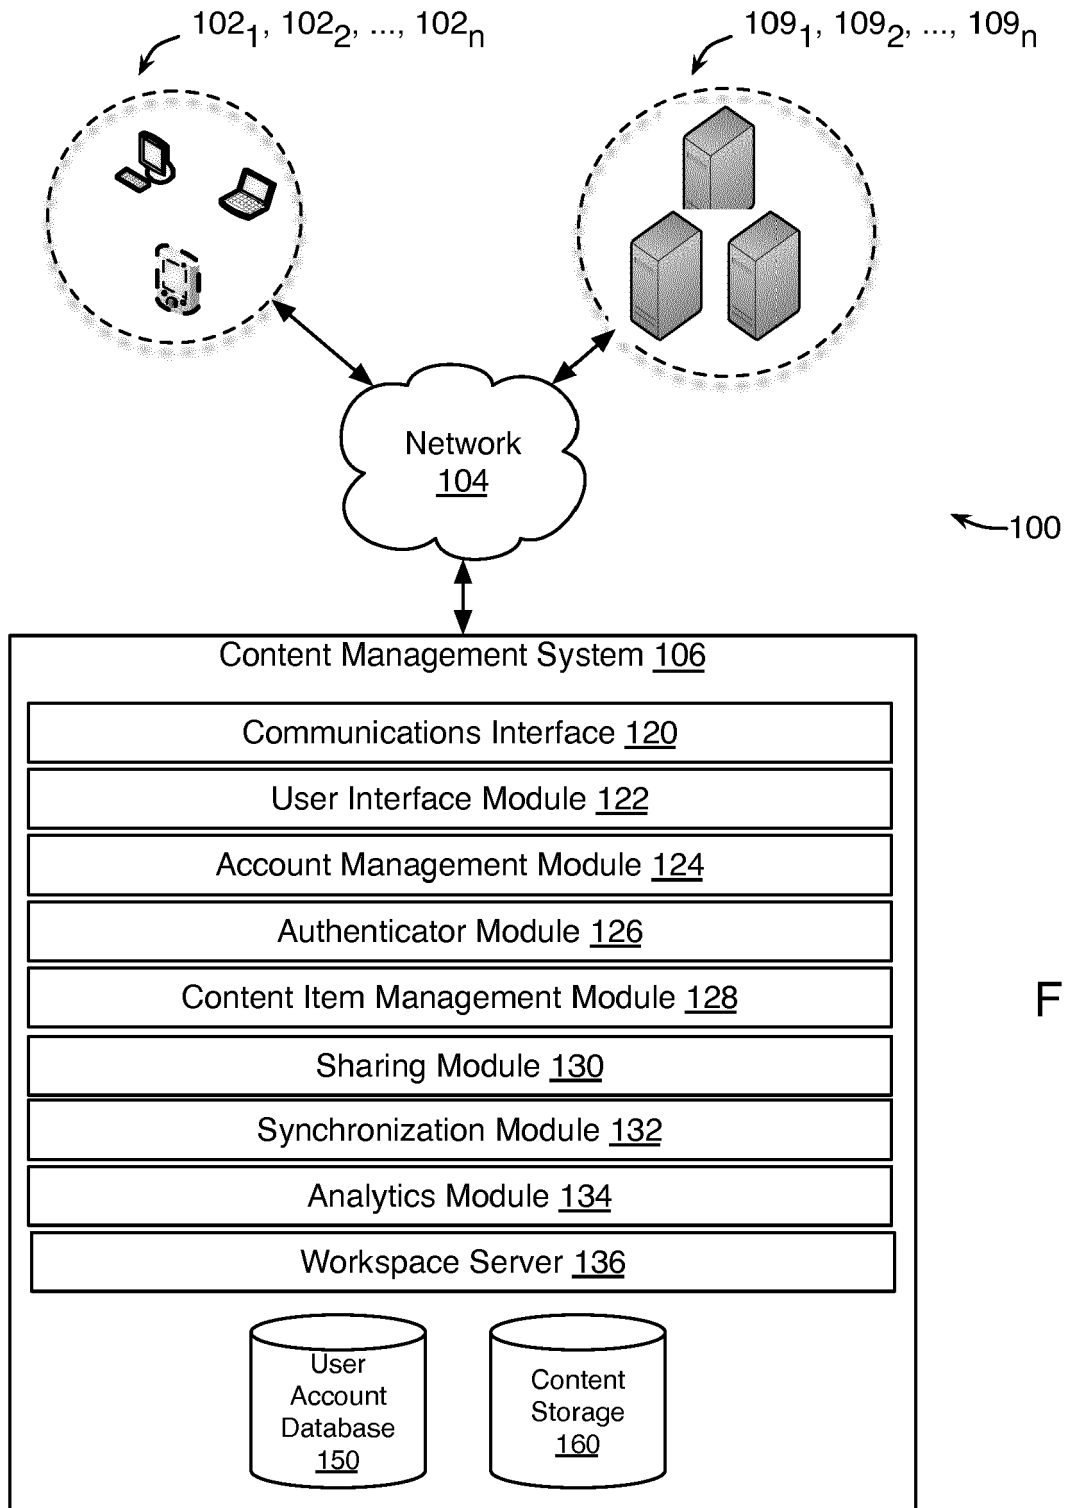 102₁, 102₂, ..., 102ₙ
109₁, 109₂, ..., 109ₙ
Network
104
100
Content Management System 106
Communications Interface 120
User Interface Module 122
Account Management Module 124
Authenticator Module 126
Content Item Management Module 128
F
Sharing Module 130
Synchronization Module 132
Analytics Module 134
Workspace Server 136
User
Account
Database
150
Content
Storage
160